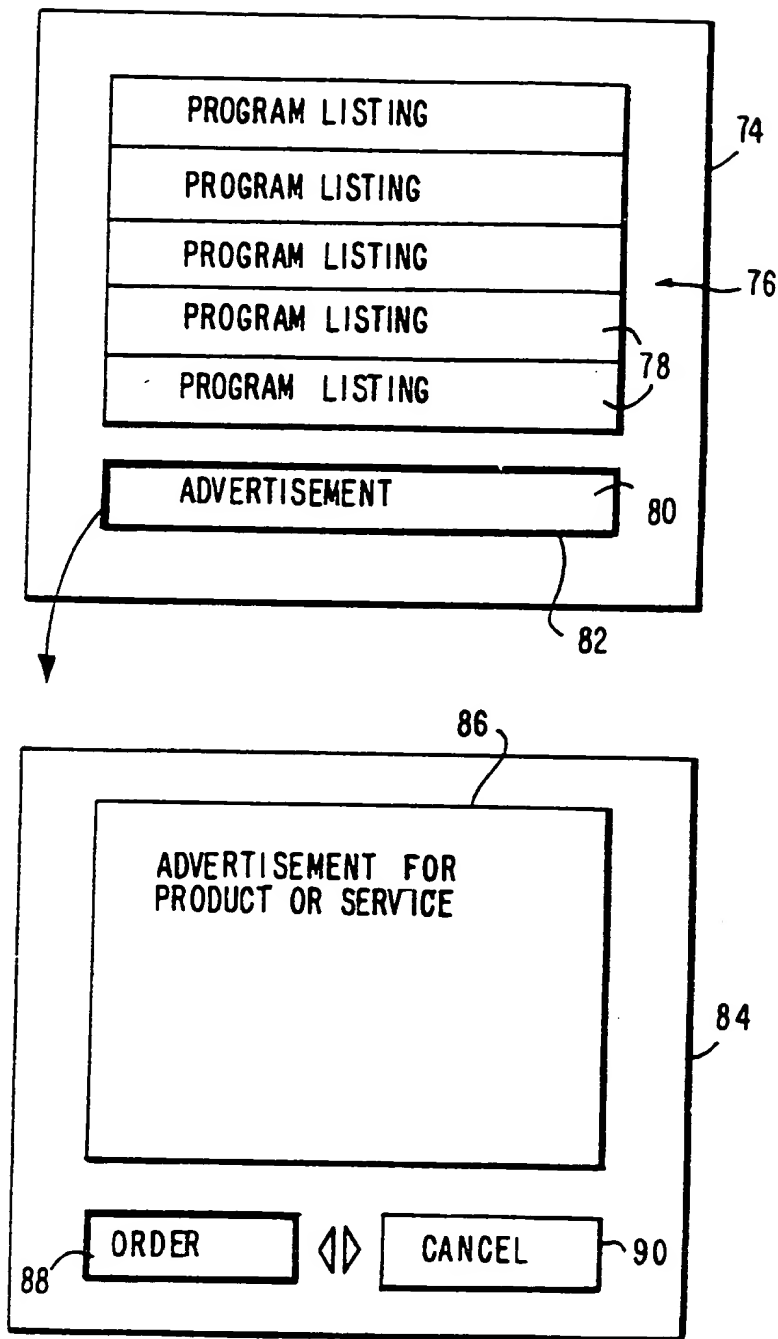 PROGRAM LISTING
74
PROGRAM LISTING
PROGRAM LISTING
76
PROGRAM LISTING
78
PROGRAM LISTING
ADVERTISEMENT
80
82
86
ADVERTISEMENT FOR
PRODUCT OR SERVICE
84
ORDER
CANCEL
90
88